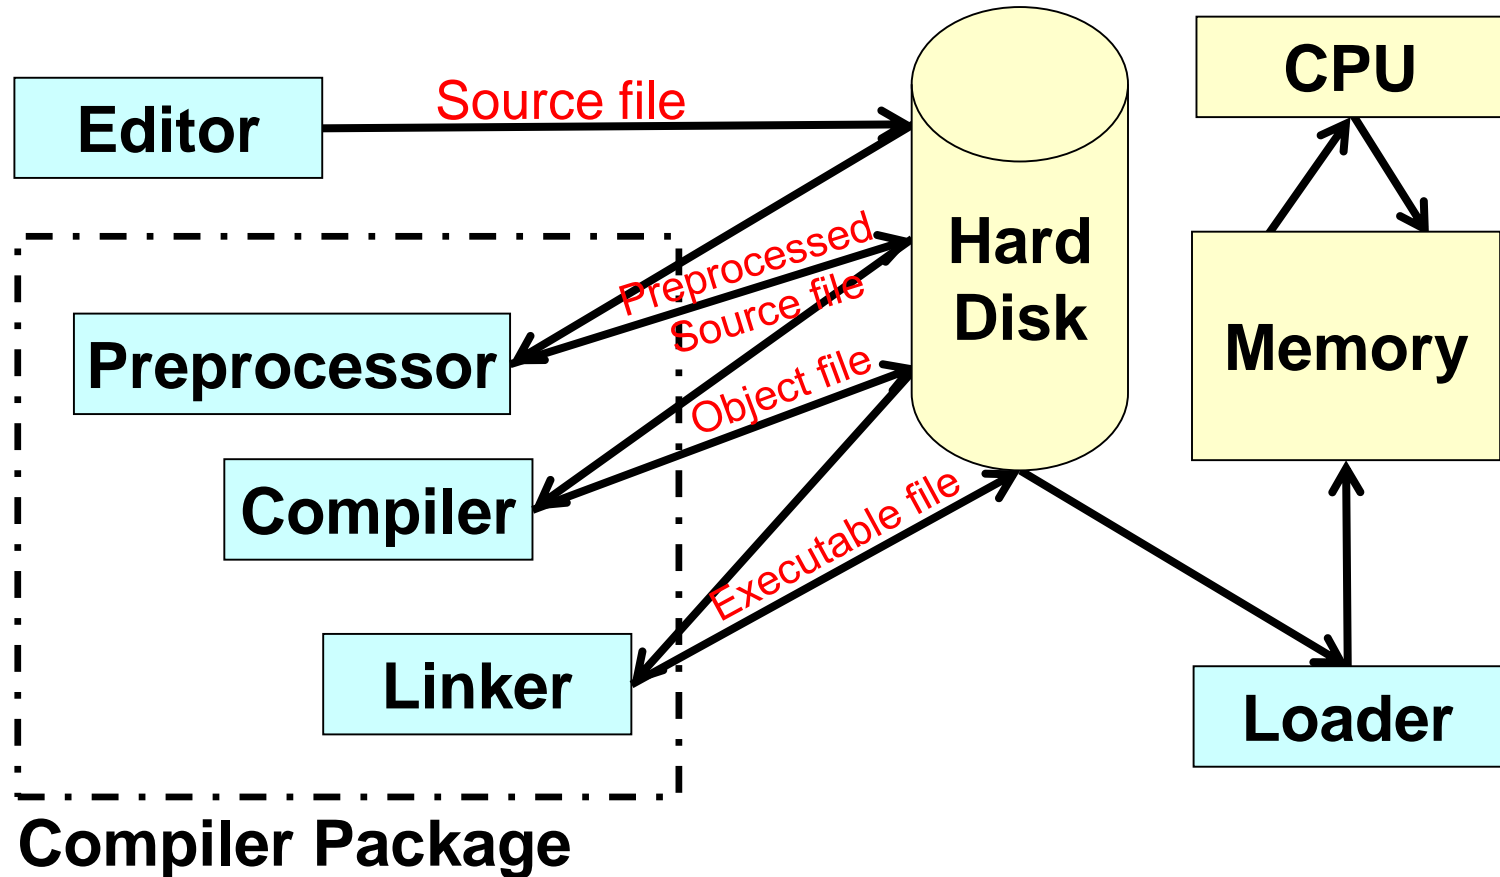 Editor
Source file
Hard
Disk
CPU
Memory
Preprocessed
Source file
Preprocessor
Object file
Compiler
Executable file
Linker
Loader
Compiler Package